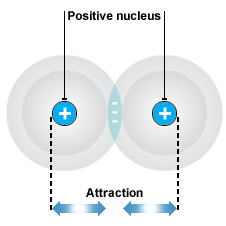 Positive nucleus
+ +
Attraction